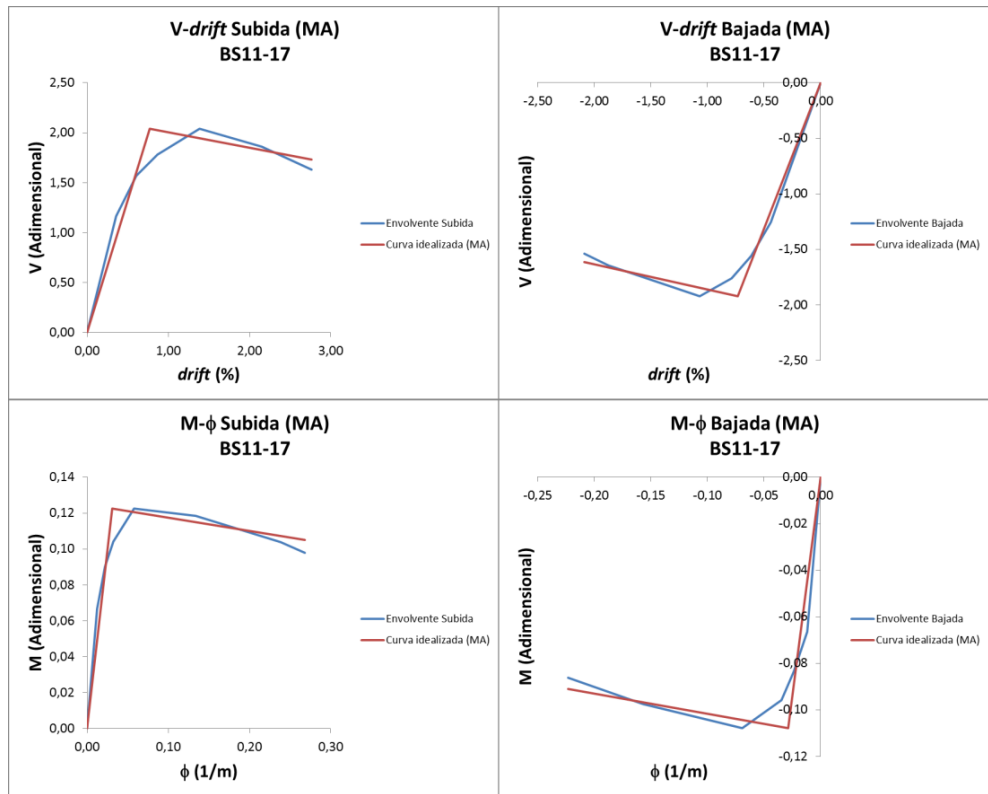 V-drift Subida (MA)
BS11-17
2,50
2,00
1,50
1,00
0,50
0,00
0,00
1,00
2,00
3,00
V (Adimensional)
drift (%)
Envolvente Subida
Curva idealizada (MA)
V-drift Bajada (MA)
BS11-17
-2,50
-2,00
-1,50
-1,00
-0,50
0,00
0,00
-0,50
-1,00
-1,50
-2,00
-2,50
V (Adimensional)
drift (%)
Envolvente Bajada
Curva idealizada (MA)
M-ϕ Subida (MA)
BS11-17
0,14
0,12
0,10
0,08
0,06
0,04
0,02
0,00
0,00
0,10
0,20
0,30
M (Adimensional)
ϕ (1/m)
Envolvente Subida
Curva idealizada (MA)
M-ϕ Bajada (MA)
BS11-17
-0,25
-0,20
-0,15
-0,10
-0,05
0,00
0,00
-0,02
-0,04
-0,06
-0,08
-0,10
-0,12
M (Adimensional)
ϕ (1/m)
Envolvente Bajada
Curva idealizada (MA)